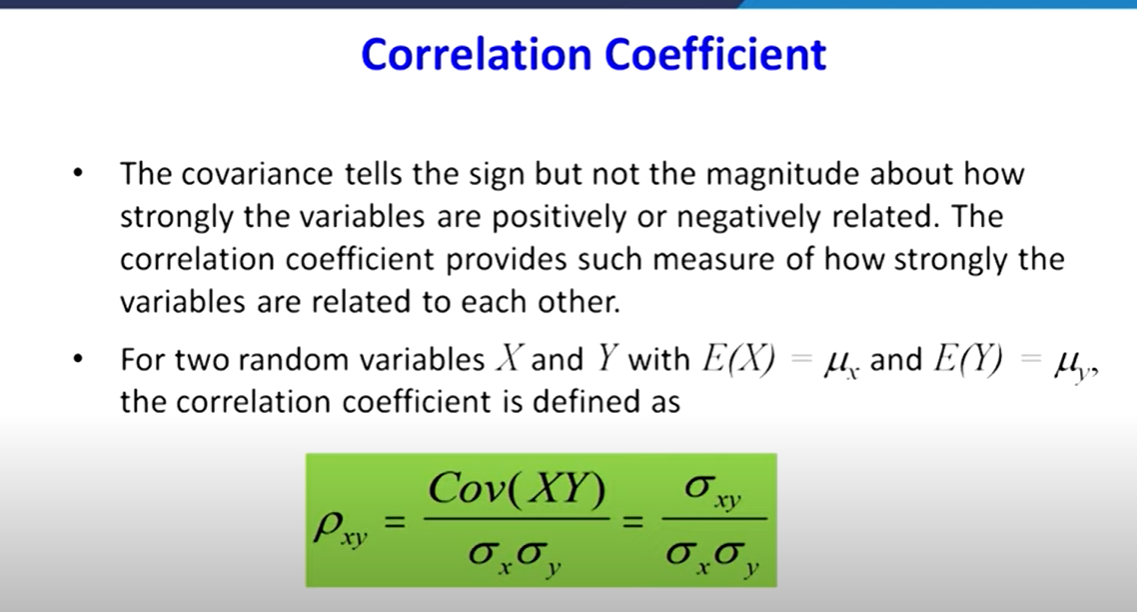 Correlation Coefficient
• The covariance tells the sign but not the magnitude about how
strongly the variables are positively or negatively related. The
correlation coefficient provides such measure of how strongly the
variables are related to each other.
• For two random variables X and Y with E(X) = μx and E(Y) = μy,
the correlation coefficient is defined as
ρxy = Cov(XY) / σxσy = σxy / σxσy